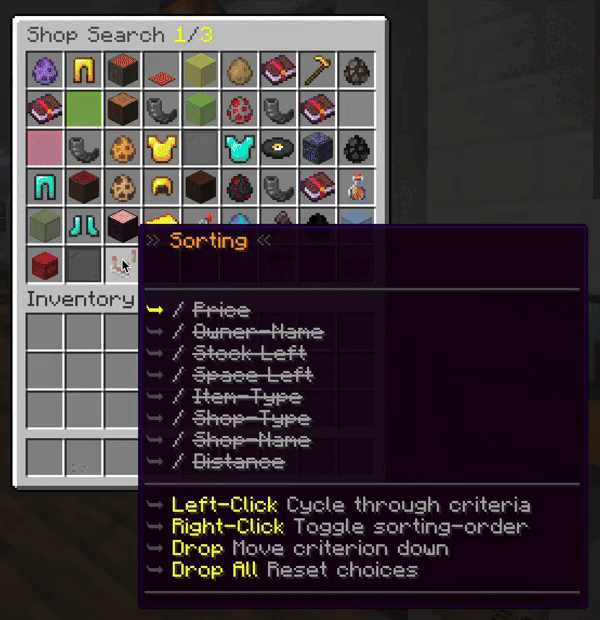 Shop Search 1/3
Inventory
» Sorting «
/ Price
/ Owner-Name
/ Stock-Left
/ Space-Left
/ Item-Type
/ Shop-Type
/ Shop-Name
/ Distance
Left-Click Cycle through criteria
Right-Click Toggle sorting-order
Drop Move criterion down
Drop All Reset choices